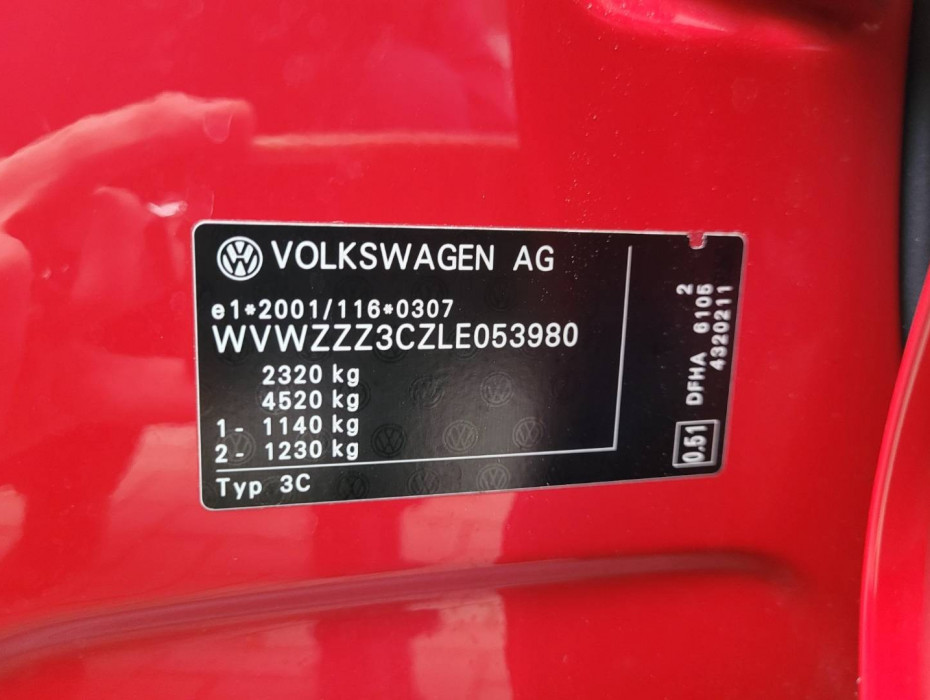 VOLKSWAGEN AG
e1*2001/116*0307
WVWZZZ3CZLE053980
2320 kg
4520 kg
1 - 1140 kg
2 - 1230 kg
Typ 3C
0.51 DFHA 6105 2
4320211